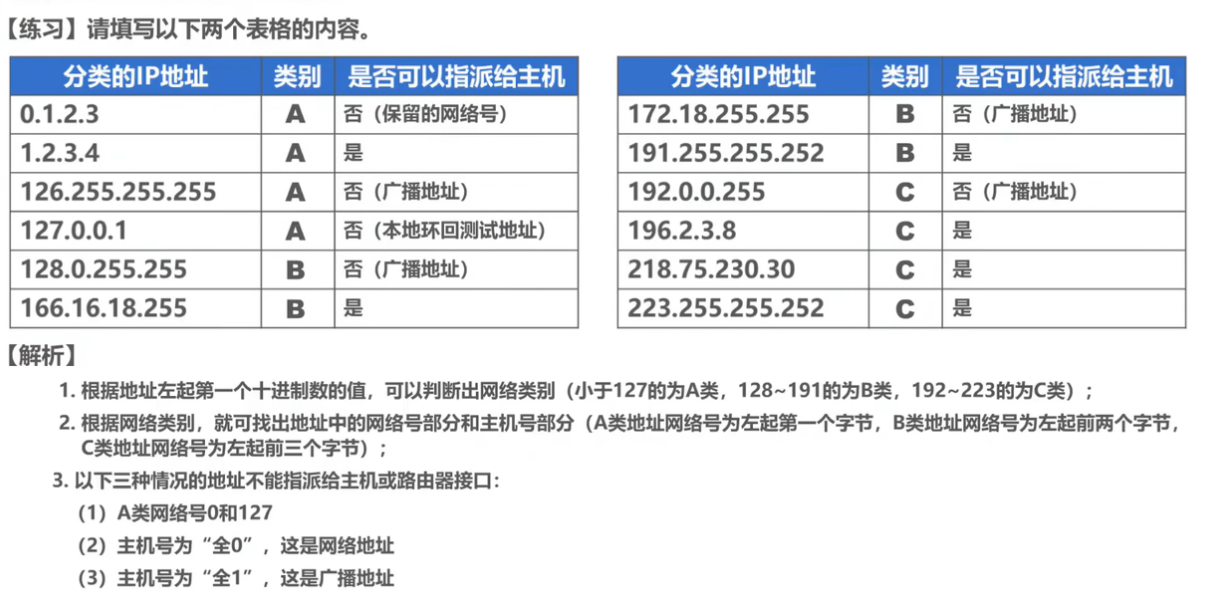 【练习】请填写以下两个表格的内容。
分类的IP地址 类别 是否可以指派给主机
0.1.2.3 A 否（保留的网络号）
1.2.3.4 A 是
126.255.255.255 A 否（广播地址）
127.0.0.1 A 否（本地环回测试地址）
128.0.255.255 B 否（广播地址）
166.16.18.255 B 是
分类的IP地址 类别 是否可以指派给主机
172.18.255.255 B 否（广播地址）
191.255.255.252 B 是
192.0.0.255 C 否（广播地址）
196.2.3.8 C 是
218.75.230.30 C 是
223.255.255.252 C 是
【解析】
1. 根据地址左起第一个十进制数的值，可以判断出网络类别（小于127的为A类，128~191的为B类，192~223的为C类）；
2. 根据网络类别，就可找出地址中的网络号部分和主机号部分（A类地址网络号为左起第一个字节，B类地址网络号为左起前两个字节，
C类地址网络号为左起前三个字节）；
3. 以下三种情况的地址不能指派给主机或路由器接口：
（1）A类网络号0和127
（2）主机号为“全0”，这是网络地址
（3）主机号为“全1”，这是广播地址